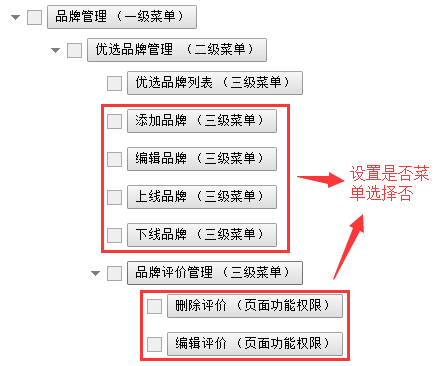 品牌管理 （一级菜单）
优选品牌管理 （二级菜单）
优选品牌列表 （三级菜单）
添加品牌 （三级菜单）
编辑品牌 （三级菜单）
上线品牌 （三级菜单）
下线品牌 （三级菜单）
设置是否菜
单选择否
品牌评价管理 （三级菜单）
删除评价 （页面功能权限）
编辑评价 （页面功能权限）